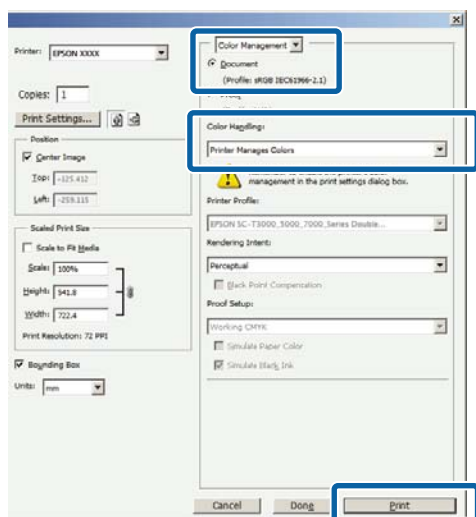 Printer: EPSON XXXX
Copies: 1
Print Settings...
Position
Center Image
Top: -125.412
Left: -259.115
Scaled Print Size
Scale to Fit Media
Scale: 100%
Height: 541.8
Width: 722.4
Print Resolution: 72 PPI
Bounding Box
Units: mm
Color Management
Document
(Profile: sRGB IEC61966-2.1)
Color Handling:
Printer Manages Colors
management in the print settings dialog box.
Printer Profile:
EPSON SC-T3000_5000_7000_Series Double...
Rendering Intent:
Perceptual
Black Point Compensation
Proof Setup:
Working CMYK
Simulate Paper Color
Simulate Black Ink
Cancel
Done
Print